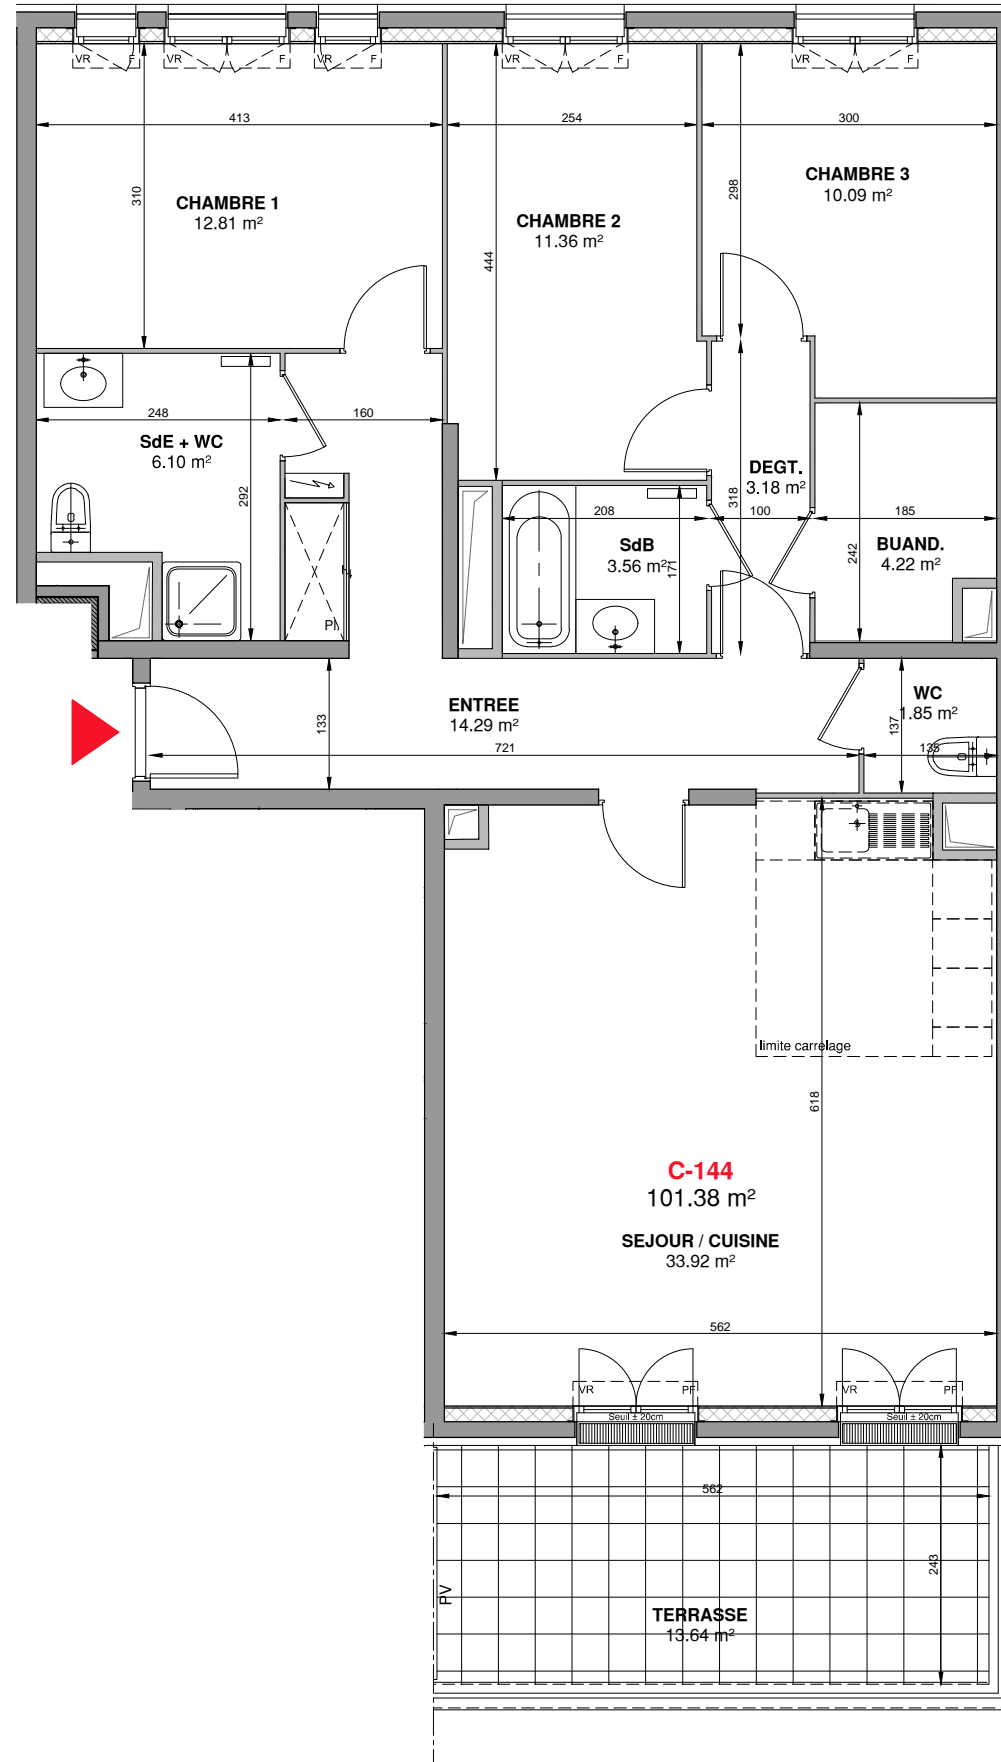 VR
F
VR
F
VR
F
VR
F
VR
F
413
254
300
310
444
298
CHAMBRE 1
12.81 m²
CHAMBRE 2
11.36 m²
CHAMBRE 3
10.09 m²
248
160
SdE + WC
6.10 m²
292
DEGT.
3.18 m²
318
208
100
185
SdB
3.56 m²
171
BUAND.
4.22 m²
242
ENTREE
14.29 m²
133
721
WC
1.85 m²
137
135
limite carrelage
618
C-144
101.38 m²
SEJOUR / CUISINE
33.92 m²
562
VR
PF
VR
PF
Seuil ± 20cm
Seuil ± 20cm
562
243
PV
TERRASSE
13.64 m²